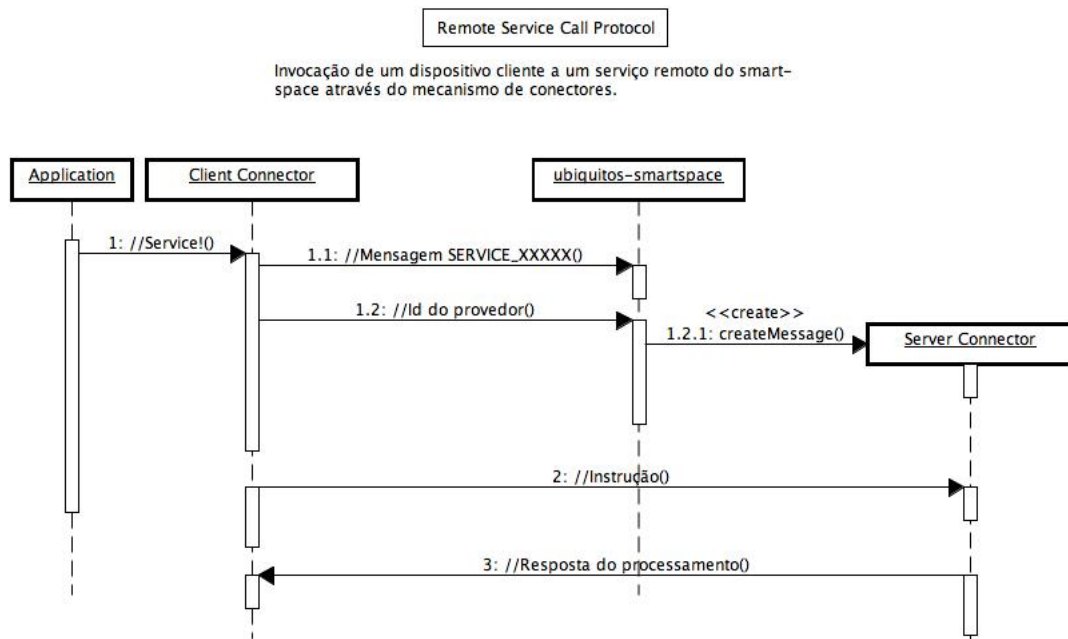 Remote Service Call Protocol
Invocação de um dispositivo cliente a um serviço remoto do smart-
space através do mecanismo de conectores.
Application
Client Connector
ubiquitos-smartspace
1: //Service!()
1.1: //Mensagem SERVICE_XXXXX()
1.2: //Id do provedor()
<<create>>
1.2.1: createMessage()
Server Connector
2: //Instrução()
3: //Resposta do processamento()